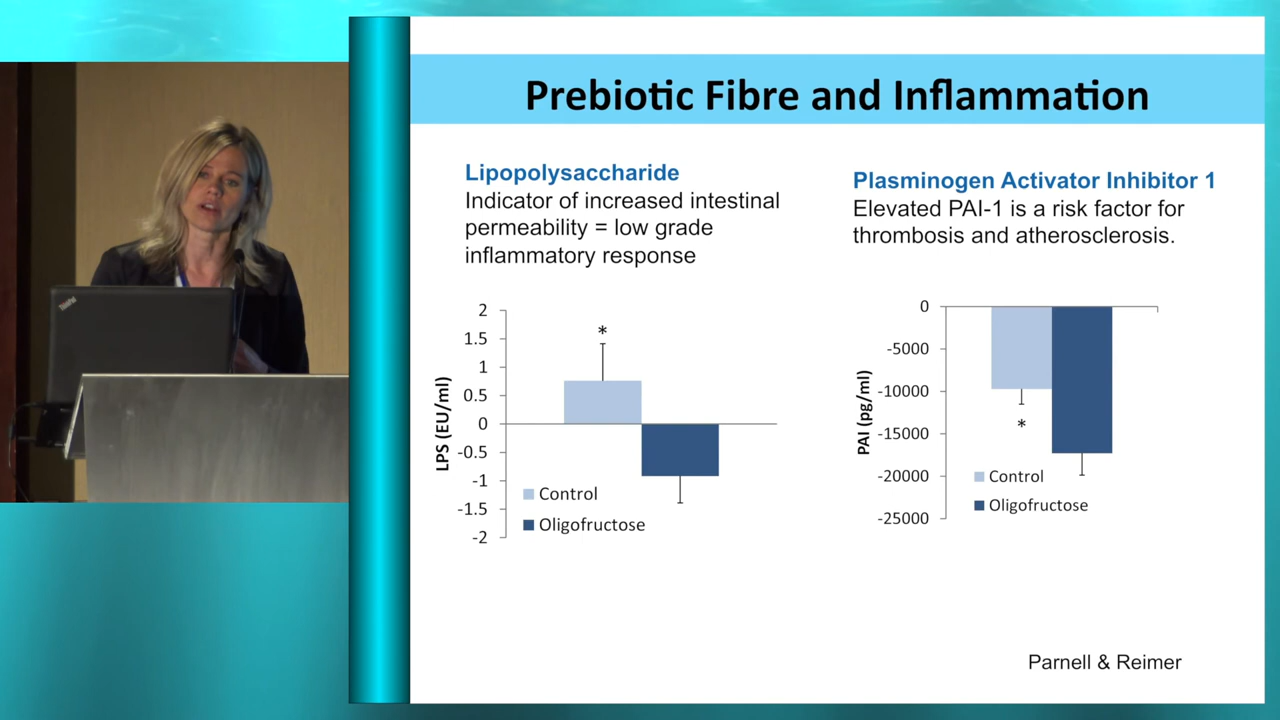 Prebiotic Fibre and Inflammation
Lipopolysaccharide
Indicator of increased intestinal
permeability = low grade
inflammatory response
Plasminogen Activator Inhibitor 1
Elevated PAI-1 is a risk factor for
thrombosis and atherosclerosis.
LPS (EU/ml)
2
1.5
1
0.5
0
-0.5
-1
-1.5
-2
*
Control
Oligofructose
PAI (pg/ml)
0
-5000
-10000
-15000
-20000
-25000
*
Control
Oligofructose
Parnell & Reimer
ThinkPad